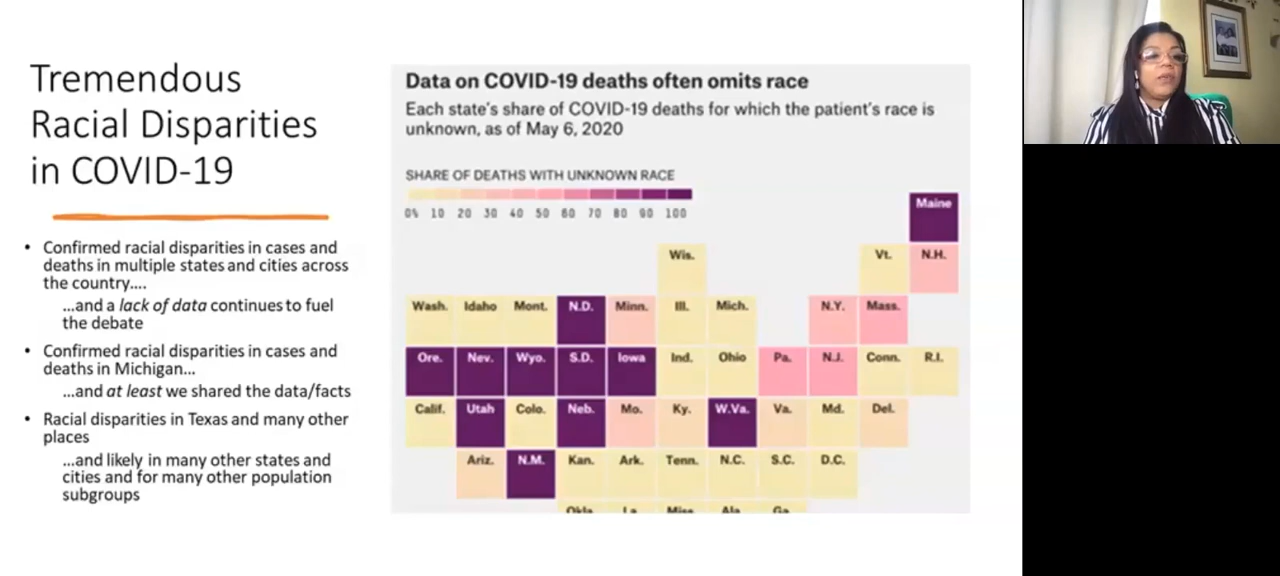 Tremendous
Racial Disparities
in COVID-19
• Confirmed racial disparities in cases and
deaths in multiple states and cities across
the country....
...and a lack of data continues to fuel
the debate
• Confirmed racial disparities in cases and
deaths in Michigan...
...and at least we shared the data/facts
• Racial disparities in Texas and many other
places
...and likely in many other states and
cities and for many other population
subgroups
Data on COVID-19 deaths often omits race
Each state's share of COVID-19 deaths for which the patient's race is
unknown, as of May 6, 2020
SHARE OF DEATHS WITH UNKNOWN RACE
0% 10 20 30 40 50 60 70 80 90 100
Maine
Wis. Vt. N.H.
Wash. Idaho Mont. N.D. Minn. Ill. Mich. N.Y. Mass.
Ore. Nev. Wyo. S.D. Iowa Ind. Ohio Pa. N.J. Conn. R.I.
Calif. Utah Colo. Neb. Mo. Ky. W.Va. Va. Md. Del.
Ariz. N.M. Kan. Ark. Tenn. N.C. S.C. D.C.
Okla. La. Miss. Ala. Ga.